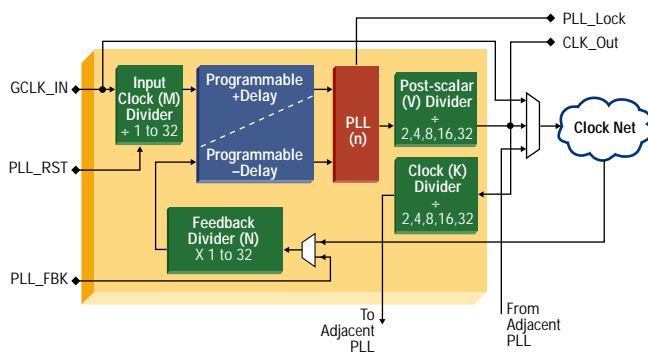 PLL_Lock
CLK_Out
GCLK_IN
Input
Clock (M)
Divider
÷ 1 to 32
Programmable
+Delay
Programmable
–Delay
PLL
(n)
Post-scalar
(V) Divider
÷
2,4,8,16,32
Clock Net
PLL_RST
Clock (K)
Divider
÷
2,4,8,16,32
Feedback
Divider (N)
X 1 to 32
PLL_FBK
To
Adjacent
PLL
From
Adjacent
PLL